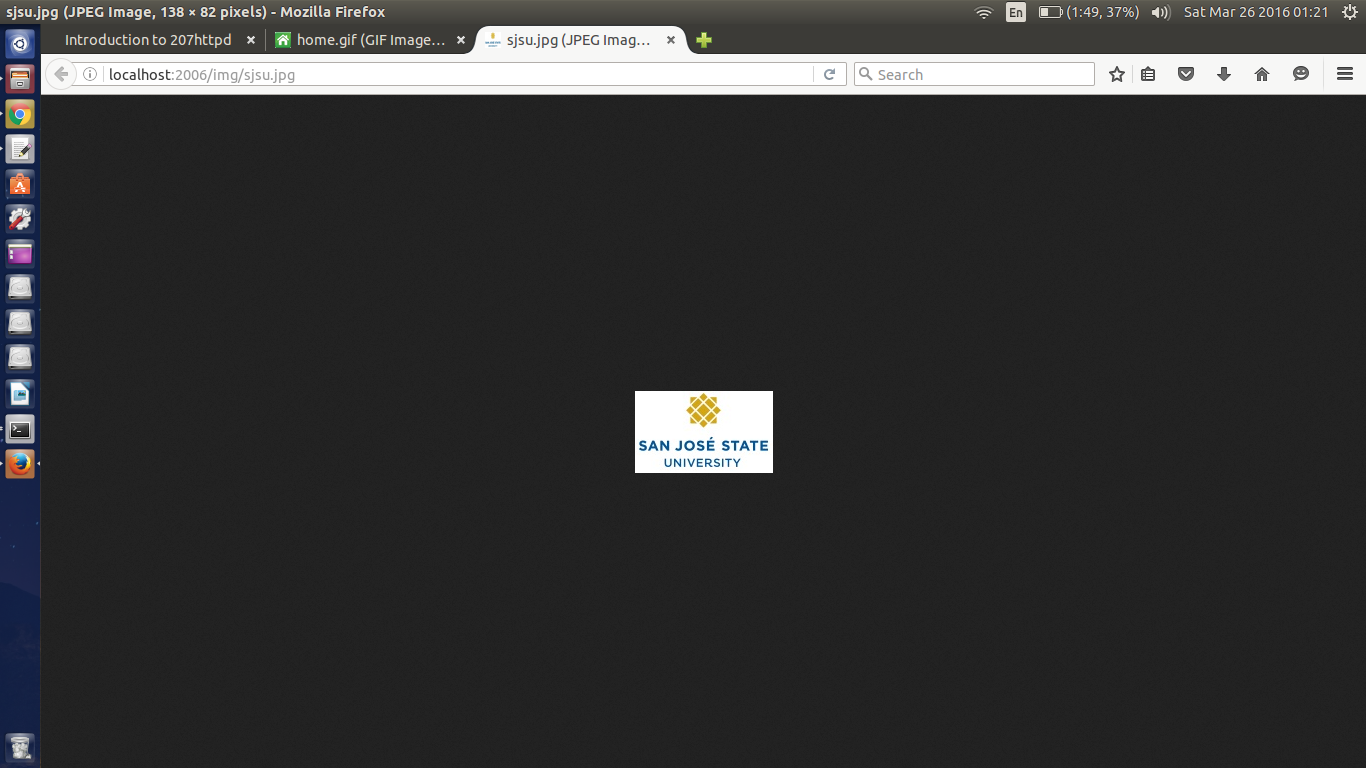 sjsu.jpg (JPEG Image, 138 × 82 pixels) - Mozilla Firefox
En (1:49, 37%) Sat Mar 26 2016 01:21
Introduction to 207httpd
home.gif (GIF Image...
sjsu.jpg (JPEG Imag...
localhost:2006/img/sjsu.jpg
Search
SAN JOSÉ STATE
UNIVERSITY